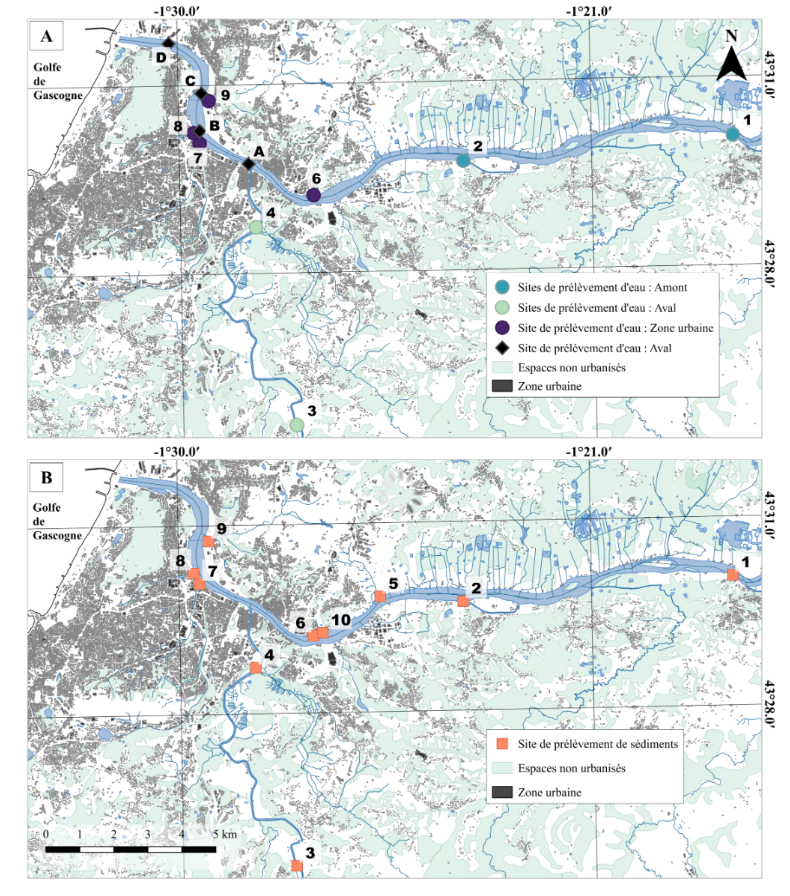 -1°30.0′
-1°21.0′
A
N
D
Golfe
de
Gascogne
43°31.0′
C
9
1
8
B
7
A
2
6
4
43°28.0′
Sites de prélèvement d'eau : Amont
Sites de prélèvement d'eau : Aval
Site de prélèvement d'eau : Zone urbaine
Site de prélèvement d'eau : Aval
Espaces non urbanisés
Zone urbaine
3
-1°30.0′
-1°21.0′
B
Golfe
de
Gascogne
43°31.0′
9
8
7
1
5
2
6
10
4
43°28.0′
Site de prélèvement de sédiments
Espaces non urbanisés
Zone urbaine
0 1 2 3 4 5 km
3